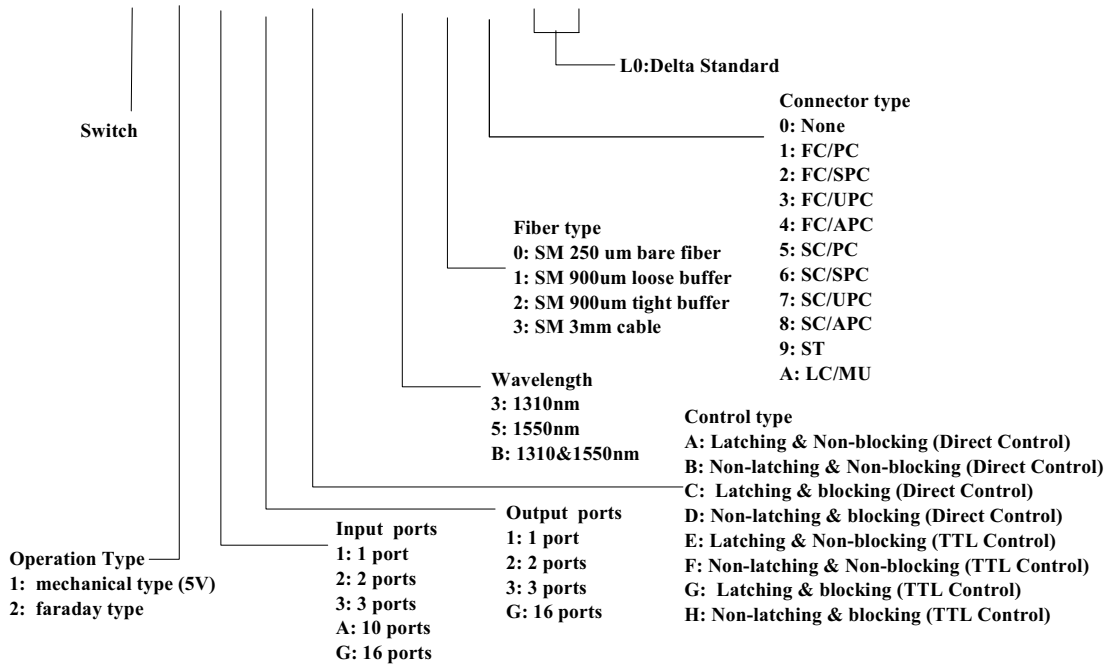 L0:Delta Standard
Switch
Connector type
0: None
1: FC/PC
2: FC/SPC
3: FC/UPC
4: FC/APC
5: SC/PC
6: SC/SPC
7: SC/UPC
8: SC/APC
9: ST
A: LC/MU
Fiber type
0: SM 250 um bare fiber
1: SM 900um loose buffer
2: SM 900um tight buffer
3: SM 3mm cable
Wavelength
3: 1310nm
5: 1550nm
B: 1310&1550nm
Control type
A: Latching & Non-blocking (Direct Control)
B: Non-latching & Non-blocking (Direct Control)
C: Latching & blocking (Direct Control)
D: Non-latching & blocking (Direct Control)
E: Latching & Non-blocking (TTL Control)
F: Non-latching & Non-blocking (TTL Control)
G: Latching & blocking (TTL Control)
H: Non-latching & blocking (TTL Control)
Output ports
1: 1 port
2: 2 ports
3: 3 ports
G: 16 ports
Input ports
1: 1 port
2: 2 ports
3: 3 ports
A: 10 ports
G: 16 ports
Operation Type
1: mechanical type (5V)
2: faraday type